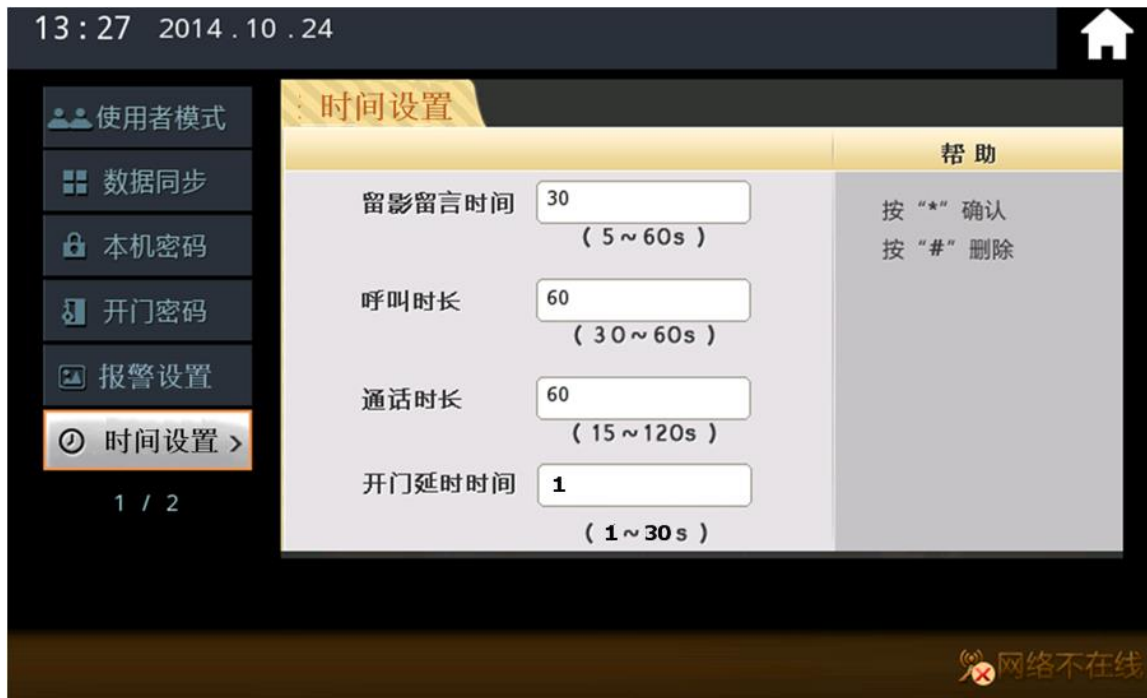 13:27 2014.10.24
使用者模式
数据同步
本机密码
开门密码
报警设置
时间设置 >
1 / 2
时间设置
帮助
留影留言时间 30
( 5~60s )
呼叫时长 60
( 30~60s )
通话时长 60
( 15~120s )
开门延时时间 1
( 1~30s )
按 “*” 确认
按 “#” 删除
网络不在线